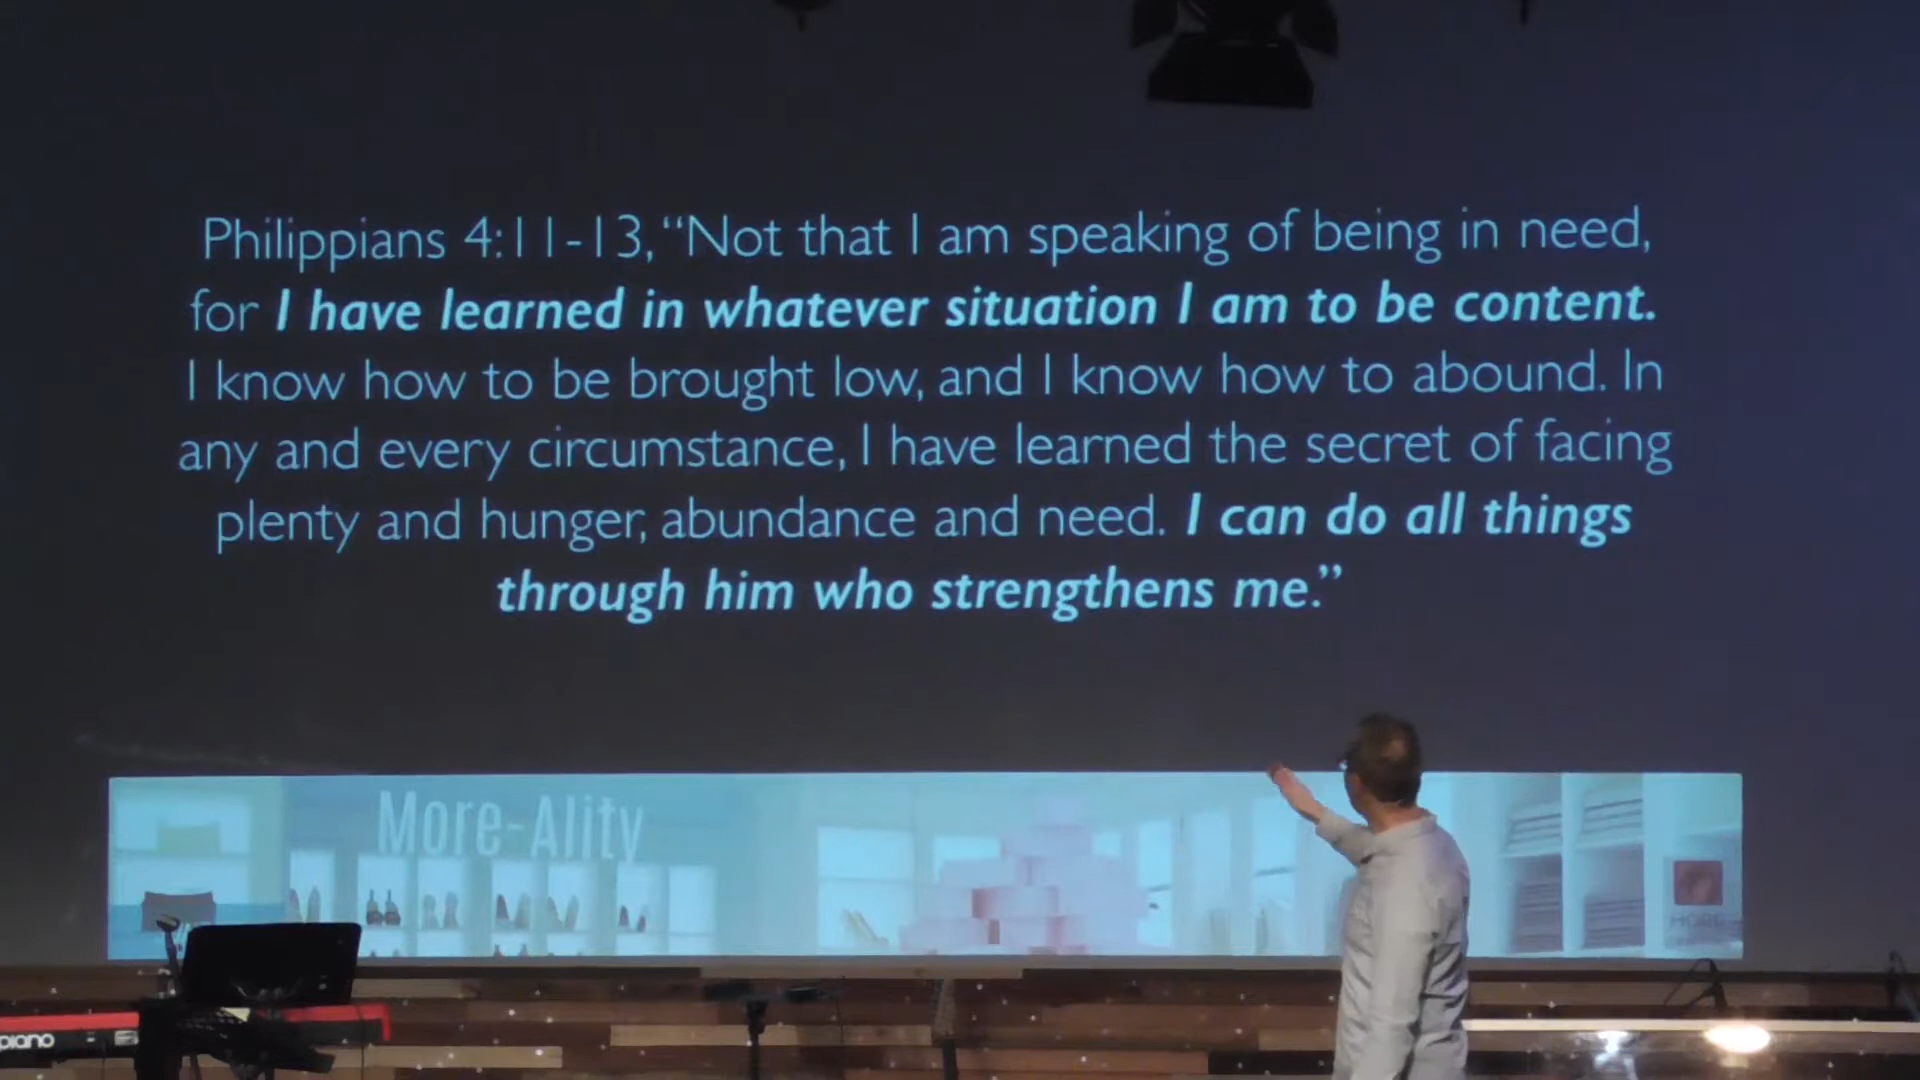 Philippians 4:11-13, “Not that I am speaking of being in need,
for I have learned in whatever situation I am to be content.
I know how to be brought low, and I know how to abound. In
any and every circumstance, I have learned the secret of facing
plenty and hunger, abundance and need. I can do all things
through him who strengthens me.”
More-Ality
HOPE
piano